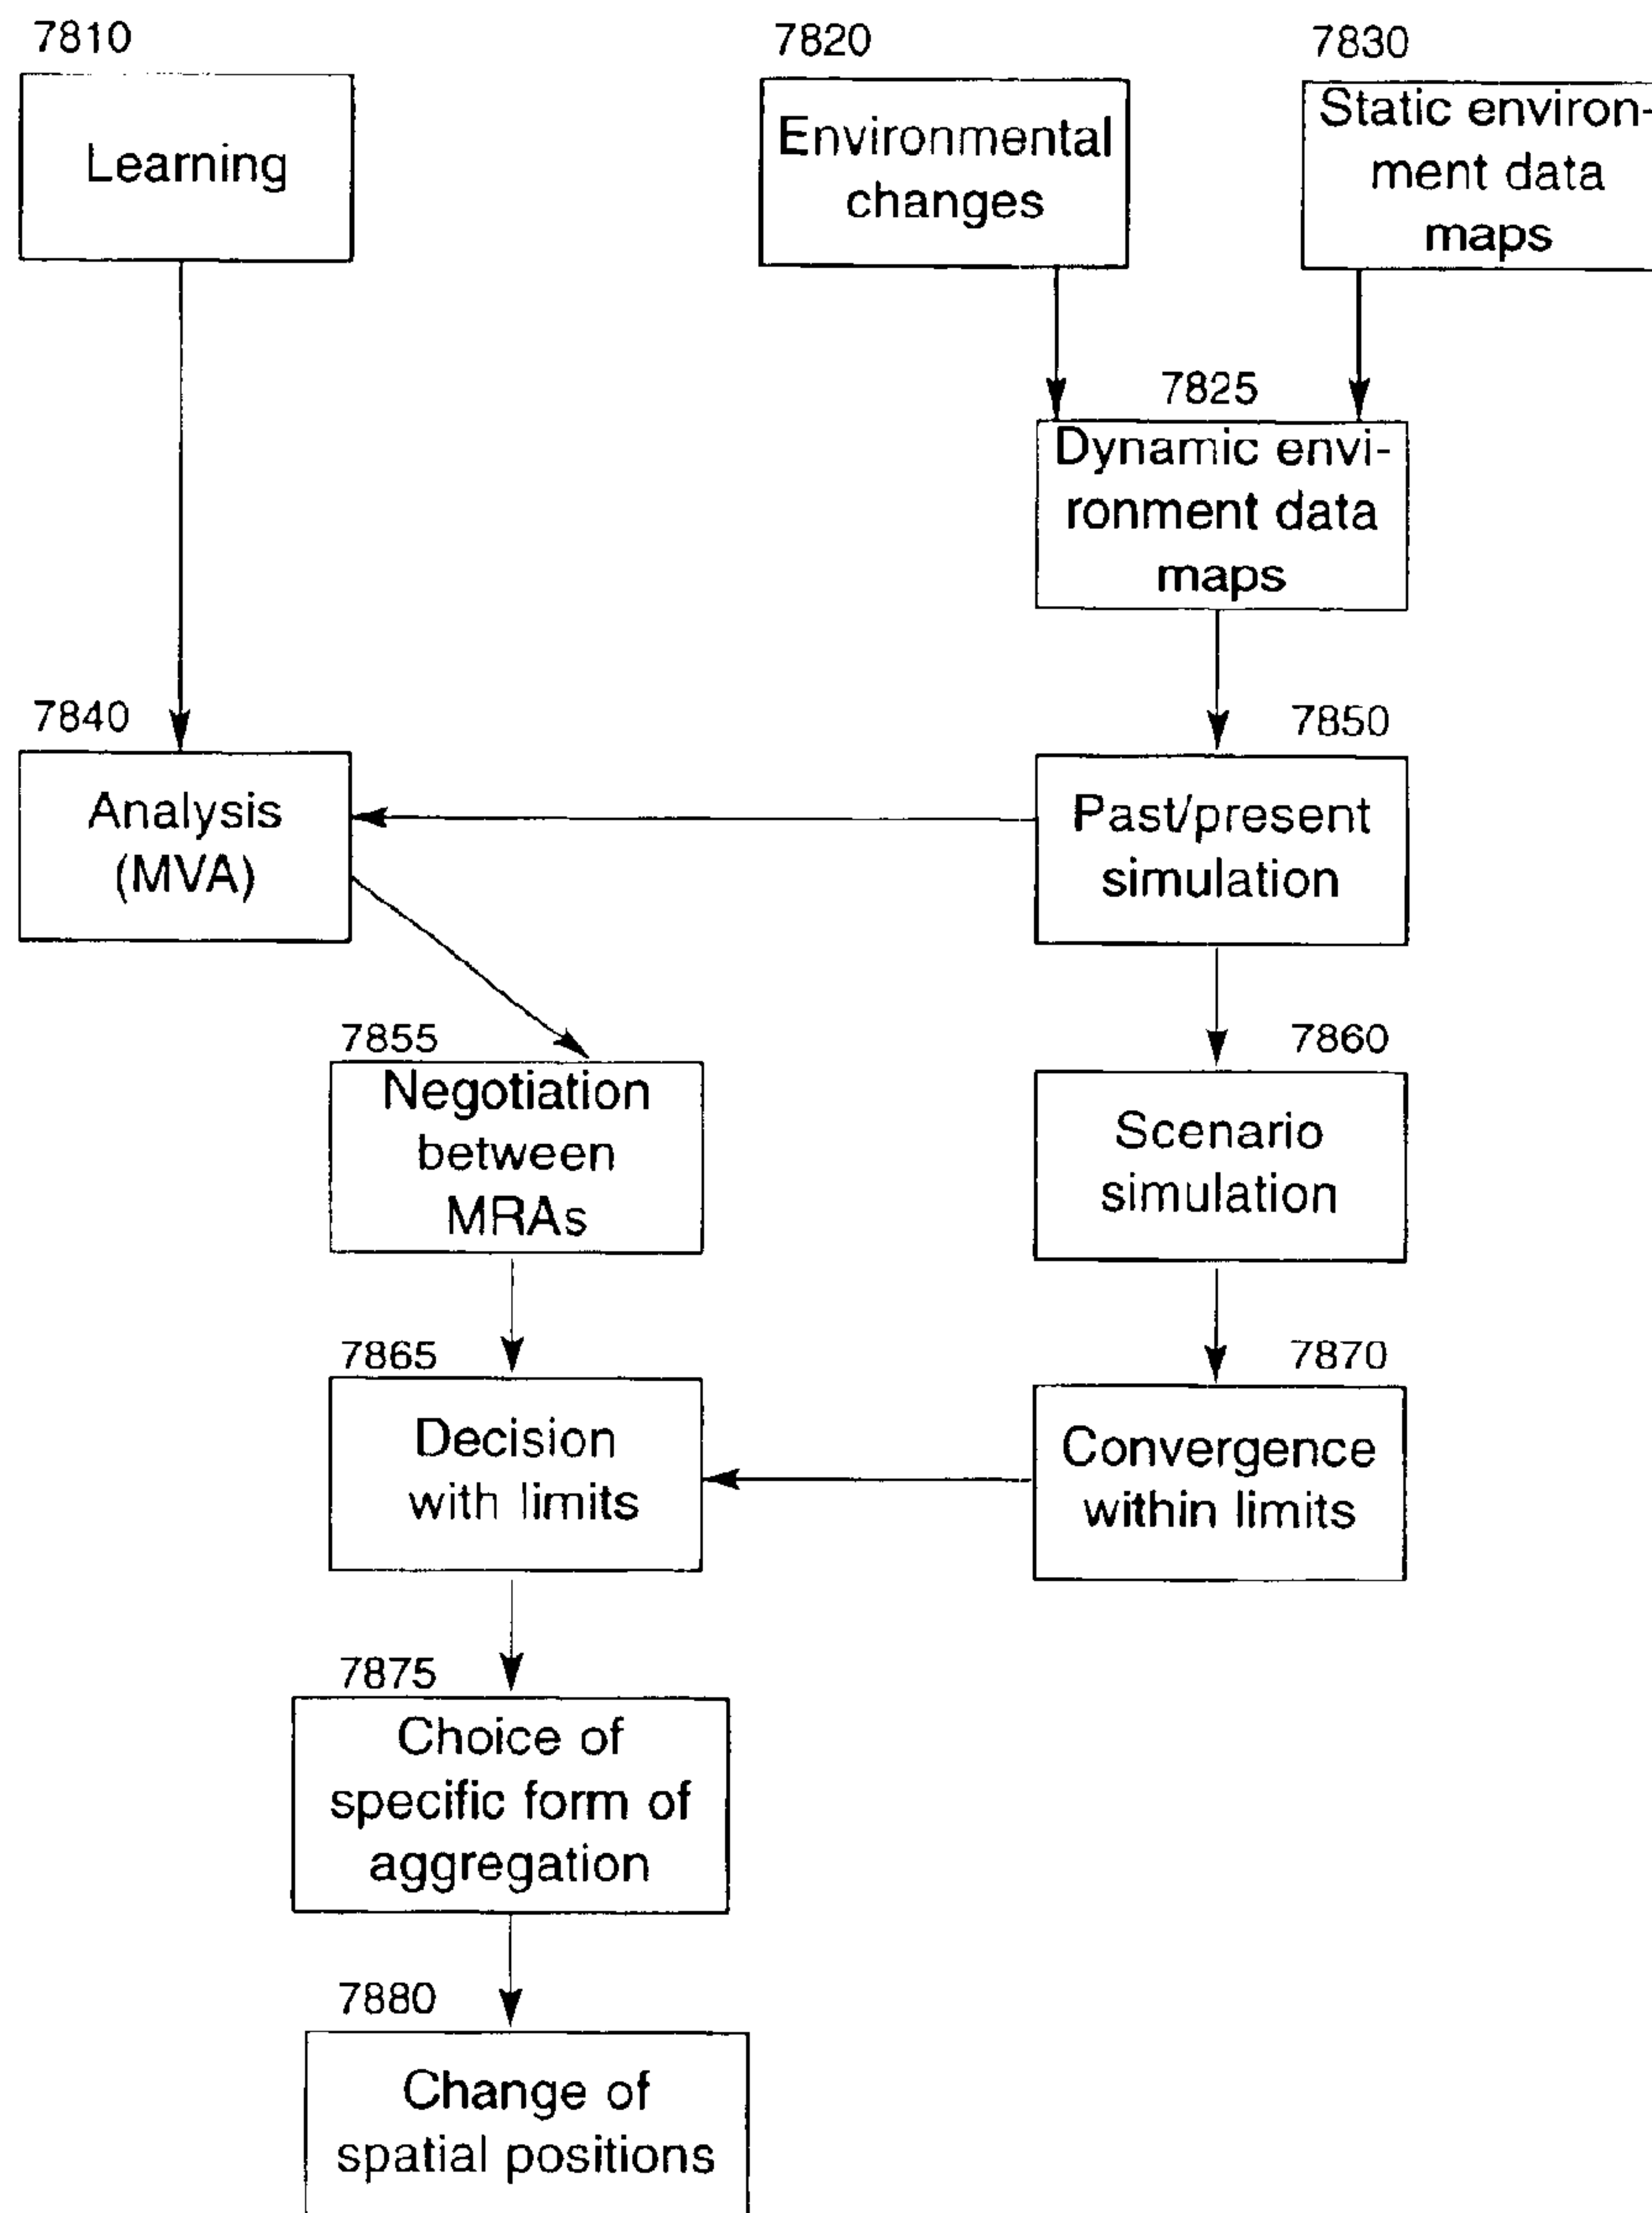 7810
Learning
7820
Environmental
changes
7830
Static environ-
ment data
maps
7825
Dynamic envi-
ronment data
maps
7840
Analysis
(MVA)
7850
Past/present
simulation
7855
Negotiation
between
MRAs
7860
Scenario
simulation
7865
Decision
with limits
7870
Convergence
within limits
7875
Choice of
specific form of
aggregation
7880
Change of
spatial positions